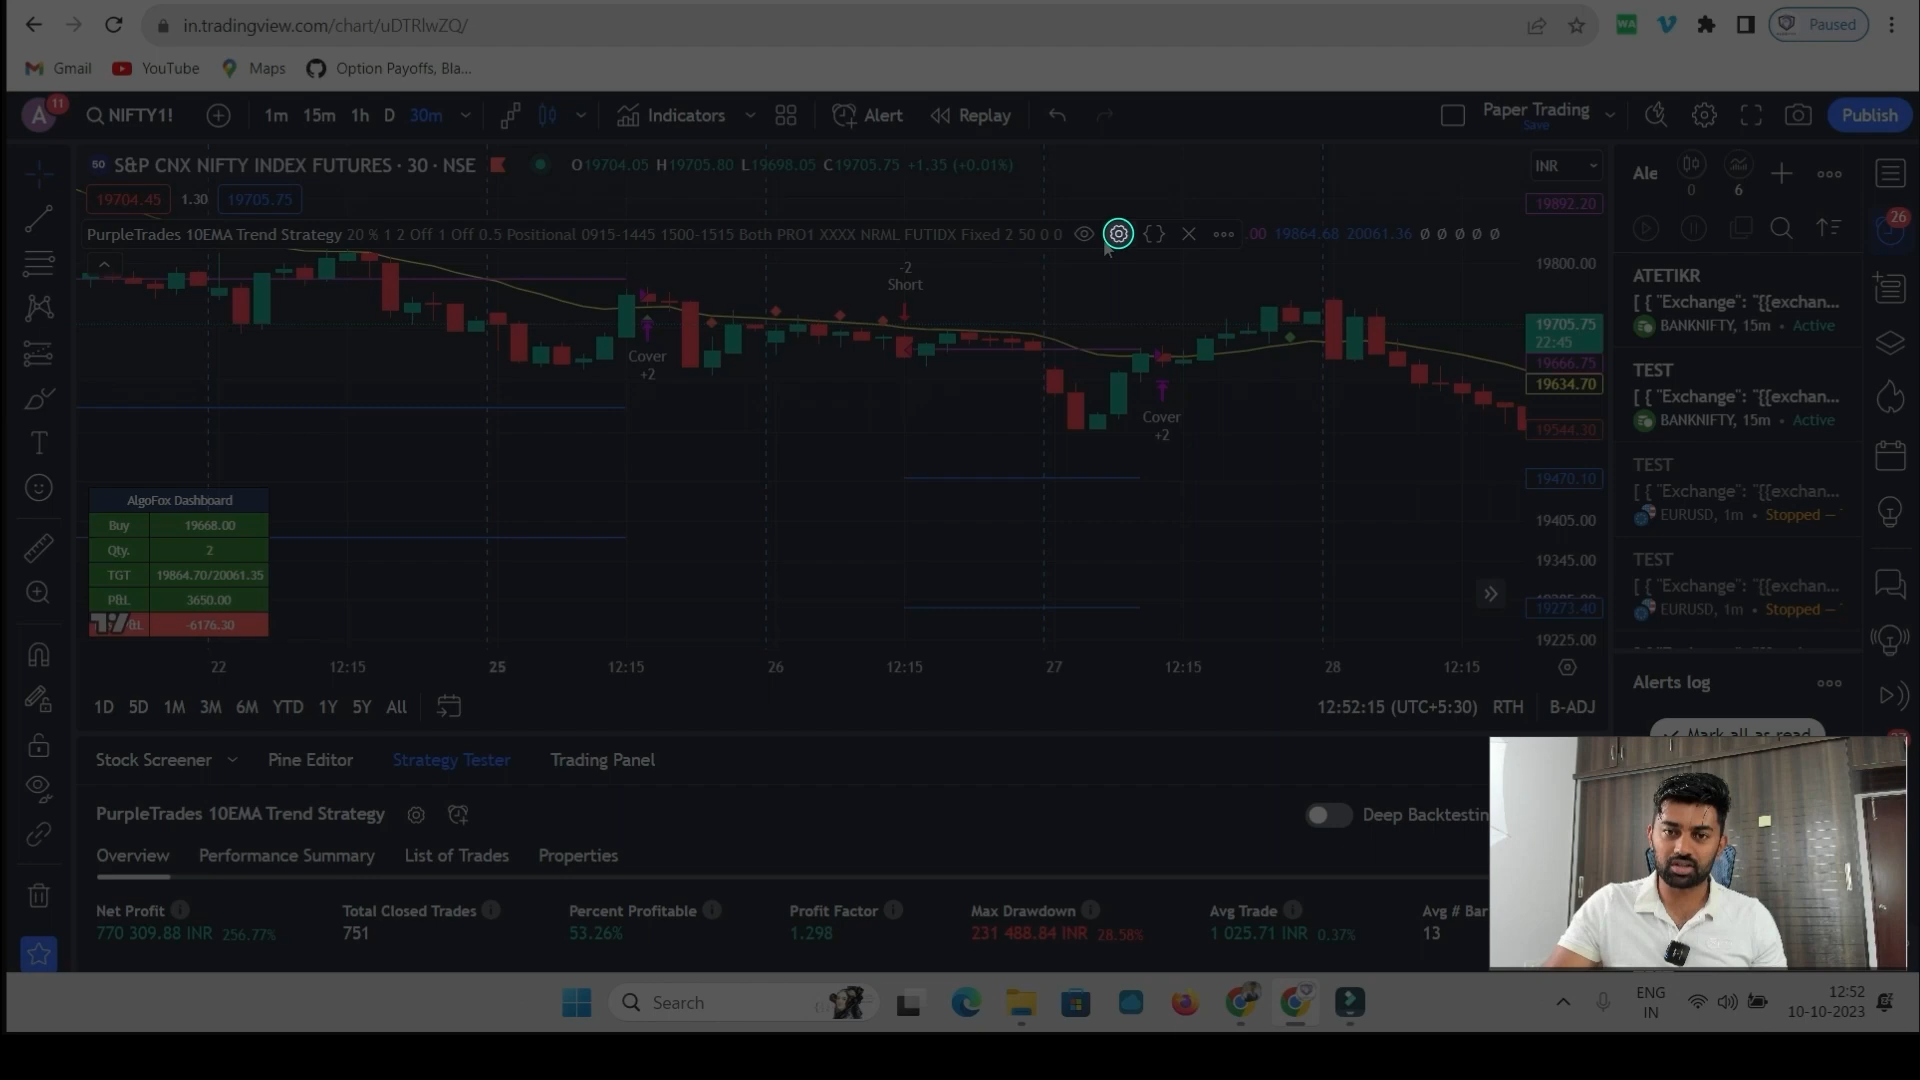 in.tradingview.com/chart/uDTRlwZQ/
WA
Paused
Gmail
YouTube
Maps
Option Payoffs, Bla...
A
11
NIFTY1!
1m 15m 1h D 30m
Indicators
Alert
Replay
Paper Trading
Save
Publish
50 S&P CNX NIFTY INDEX FUTURES · 30 · NSE
O19704.05 H19705.80 L19698.05 C19705.75 +1.35 (+0.01%)
INR
19704.45 1.30 19705.75
PurpleTrades 10EMA Trend Strategy 20 % 1 2 Off 1 Off 0.5 Positional 0915-1445 1500-1515 Both PRO1 XXXX NRML FUTIDX Fixed 2 50 0 0
.00 19864.68 20061.36 Ø Ø Ø Ø Ø
-2
Short
Cover
+2
Cover
+2
19892.20
19800.00
19705.75
22:45
19666.75
19634.70
19544.30
19470.10
19405.00
19345.00
19273.40
19225.00
AlgoFox Dashboard
Buy 19668.00
Qty. 2
TGT 19864.70/20061.35
P&L 3650.00
-6176.30
22 12:15 25 12:15 26 12:15 27 12:15 28 12:15
1D 5D 1M 3M 6M YTD 1Y 5Y All
12:52:15 (UTC+5:30) RTH B-ADJ
Ale
0
6
26
ATETIKR
[ { "Exchange": "{{exchan...
BANKNIFTY, 15m • Active
TEST
[ { "Exchange": "{{exchan...
BANKNIFTY, 15m • Active
TEST
[ { "Exchange": "{{exchan...
EURUSD, 1m • Stopped —
TEST
[ { "Exchange": "{{exchan...
EURUSD, 1m • Stopped —
Alerts log
Mark all as read
Stock Screener
Pine Editor
Strategy Tester
Trading Panel
PurpleTrades 10EMA Trend Strategy
Deep Backtestin
Overview
Performance Summary
List of Trades
Properties
Net Profit
770 309.88 INR 256.77%
Total Closed Trades
751
Percent Profitable
53.26%
Profit Factor
1.298
Max Drawdown
231 488.84 INR 28.58%
Avg Trade
1 025.71 INR 0.37%
Avg # Bar
13
Search
ENG
IN
12:52
10-10-2023